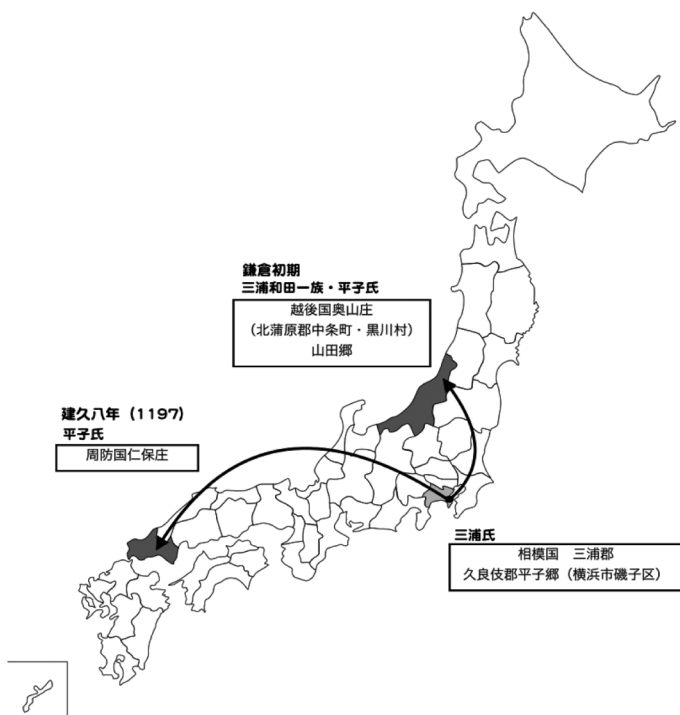 鎌倉初期
三浦和田一族・平子氏
越後国奥山庄
（北蒲原郡中条町・黒川村）
山田郷
建久八年（1197）
平子氏
周防国仁保庄
三浦氏
相模国　三浦郡
久良伎郡平子郷（横浜市磯子区）